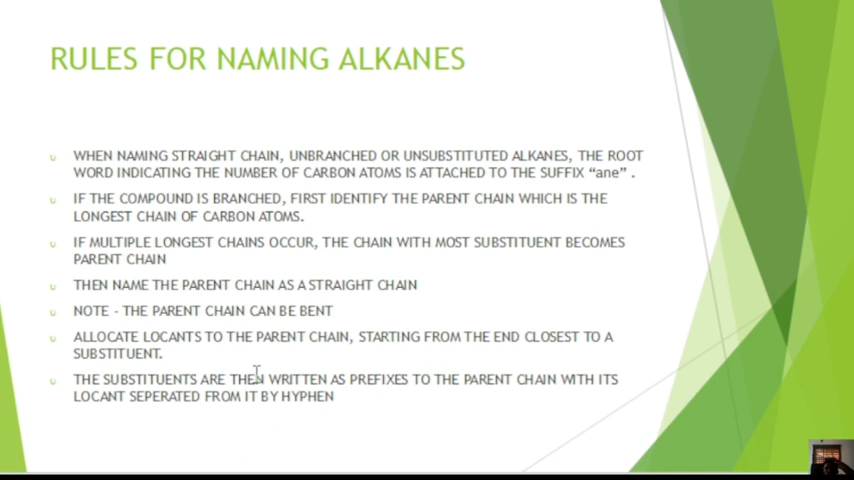 RULES FOR NAMING ALKANES
WHEN NAMING STRAIGHT CHAIN, UNBRANCHED OR UNSUBSTITUTED ALKANES, THE ROOT
WORD INDICATING THE NUMBER OF CARBON ATOMS IS ATTACHED TO THE SUFFIX “ane” .
IF THE COMPOUND IS BRANCHED, FIRST IDENTIFY THE PARENT CHAIN WHICH IS THE
LONGEST CHAIN OF CARBON ATOMS.
IF MULTIPLE LONGEST CHAINS OCCUR, THE CHAIN WITH MOST SUBSTITUENT BECOMES
PARENT CHAIN
THEN NAME THE PARENT CHAIN AS A STRAIGHT CHAIN
NOTE - THE PARENT CHAIN CAN BE BENT
ALLOCATE LOCANTS TO THE PARENT CHAIN, STARTING FROM THE END CLOSEST TO A
SUBSTITUENT.
THE SUBSTITUENTS ARE THEN WRITTEN AS PREFIXES TO THE PARENT CHAIN WITH ITS
LOCANT SEPERATED FROM IT BY HYPHEN